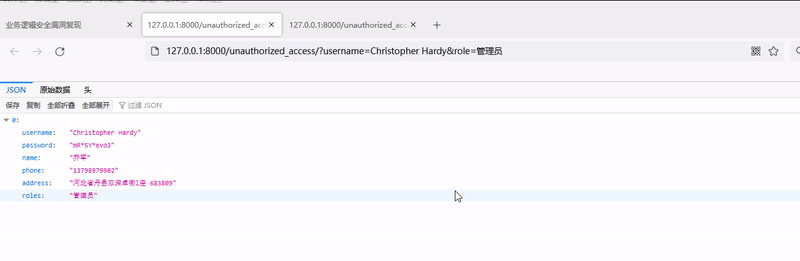 业务逻辑安全漏洞复现
127.0.0.1:8000/unauthorized_acce
127.0.0.1:8000/unauthorized_acce
127.0.0.1:8000/unauthorized_access/?username=Christopher Hardy&role=管理员
JSON 原始数据 头
保存 复制 全部折叠 全部展开 过滤 JSON
0:
username: "Christopher Hardy"
password: "mR*5Y*evo3"
name: "乔军"
phone: "13798979902"
address: "河北省丹县双滦卓街l座 683809"
roles: "管理员"